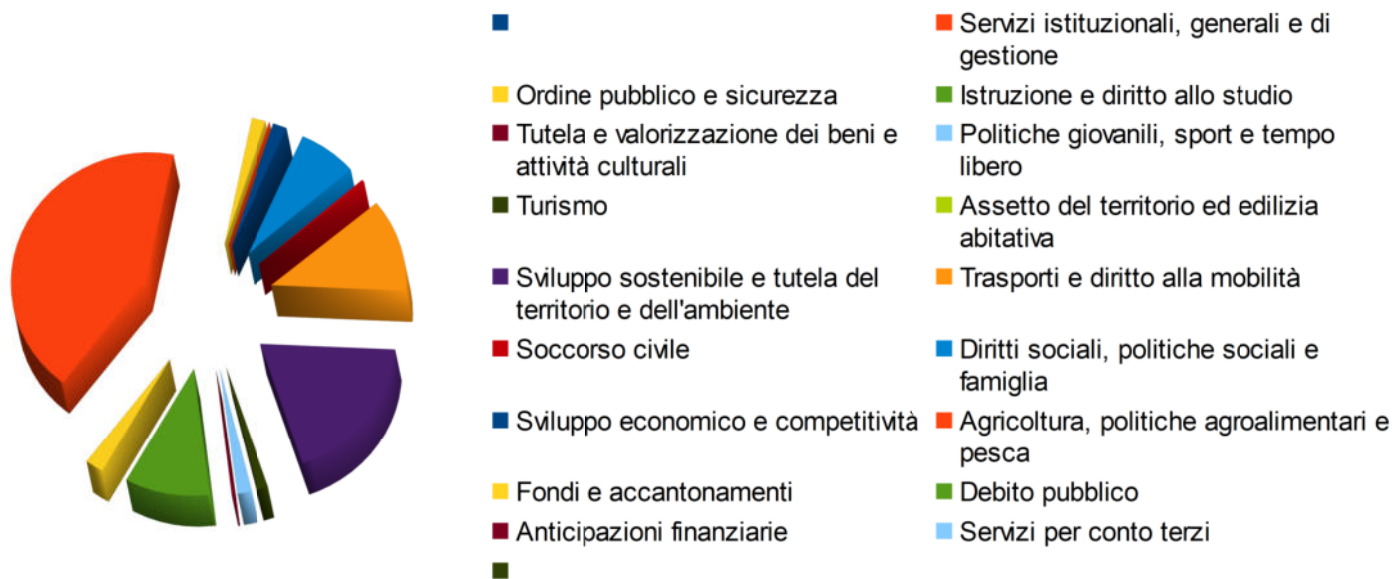 Servizi istituzionali, generali e di
gestione
Ordine pubblico e sicurezza
Istruzione e diritto allo studio
Tutela e valorizzazione dei beni e
attività culturali
Politiche giovanili, sport e tempo
libero
Turismo
Assetto del territorio ed edilizia
abitativa
Sviluppo sostenibile e tutela del
territorio e dell'ambiente
Trasporti e diritto alla mobilità
Soccorso civile
Diritti sociali, politiche sociali e
famiglia
Sviluppo economico e competitività
Agricoltura, politiche agroalimentari e
pesca
Fondi e accantonamenti
Debito pubblico
Anticipazioni finanziarie
Servizi per conto terzi